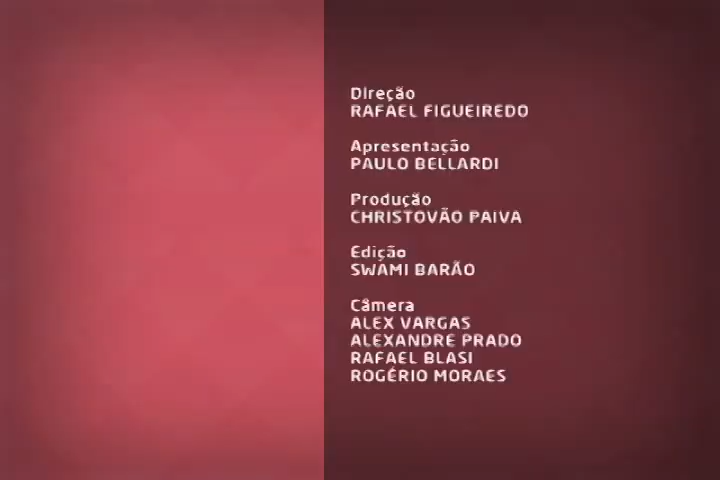 Direção
RAFAEL FIGUEIREDO
Apresentação
PAULO BELLARDI
Produção
CHRISTOVÃO PAIVA
Edição
SWAMI BARÃO
Câmera
ALEX VARGAS
ALEXANDRE PRADO
RAFAEL BLASI
ROGÉRIO MORAES